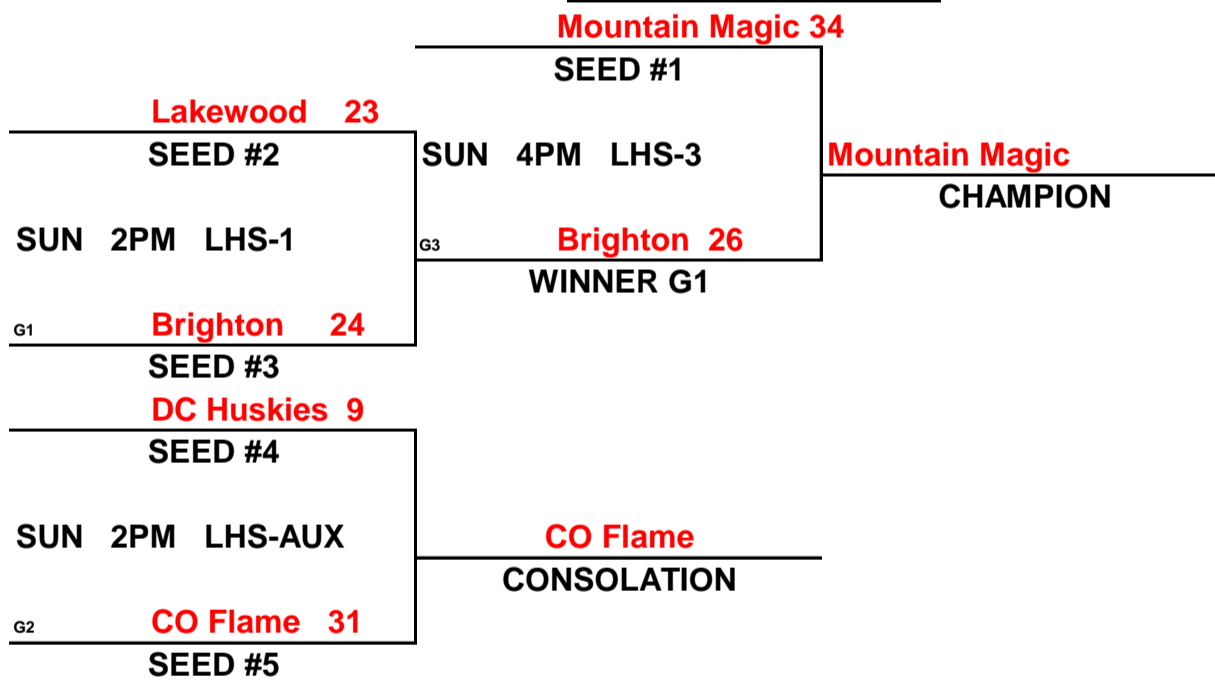 Mountain Magic 34
SEED #1
Lakewood 23
SEED #2
SUN 4PM LHS-3
Mountain Magic
CHAMPION
SUN 2PM LHS-1
G3 Brighton 26
WINNER G1
G1 Brighton 24
SEED #3
DC Huskies 9
SEED #4
SUN 2PM LHS-AUX
CO Flame
CONSOLATION
G2 CO Flame 31
SEED #5